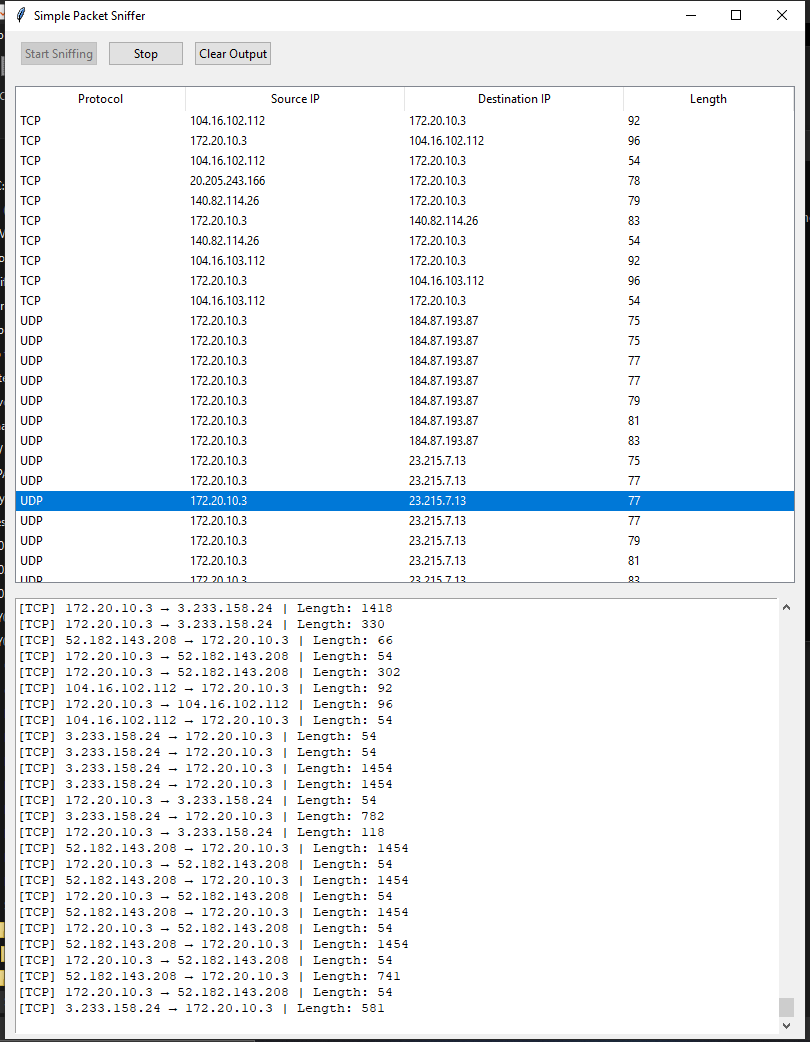 Simple Packet Sniffer
Start Sniffing Stop Clear Output
Protocol Source IP Destination IP Length
TCP 104.16.102.112 172.20.10.3 92
TCP 172.20.10.3 104.16.102.112 96
TCP 104.16.102.112 172.20.10.3 54
TCP 20.205.243.166 172.20.10.3 78
TCP 140.82.114.26 172.20.10.3 79
TCP 172.20.10.3 140.82.114.26 83
TCP 140.82.114.26 172.20.10.3 54
TCP 104.16.103.112 172.20.10.3 92
TCP 172.20.10.3 104.16.103.112 96
TCP 104.16.103.112 172.20.10.3 54
UDP 172.20.10.3 184.87.193.87 75
UDP 172.20.10.3 184.87.193.87 75
UDP 172.20.10.3 184.87.193.87 77
UDP 172.20.10.3 184.87.193.87 77
UDP 172.20.10.3 184.87.193.87 79
UDP 172.20.10.3 184.87.193.87 81
UDP 172.20.10.3 184.87.193.87 83
UDP 172.20.10.3 23.215.7.13 75
UDP 172.20.10.3 23.215.7.13 77
UDP 172.20.10.3 23.215.7.13 77
UDP 172.20.10.3 23.215.7.13 77
UDP 172.20.10.3 23.215.7.13 79
UDP 172.20.10.3 23.215.7.13 81
UDP 172.20.10.3 23.215.7.13 83
[TCP] 172.20.10.3 → 3.233.158.24 | Length: 1418
[TCP] 172.20.10.3 → 3.233.158.24 | Length: 330
[TCP] 52.182.143.208 → 172.20.10.3 | Length: 66
[TCP] 172.20.10.3 → 52.182.143.208 | Length: 54
[TCP] 172.20.10.3 → 52.182.143.208 | Length: 302
[TCP] 104.16.102.112 → 172.20.10.3 | Length: 92
[TCP] 172.20.10.3 → 104.16.102.112 | Length: 96
[TCP] 104.16.102.112 → 172.20.10.3 | Length: 54
[TCP] 3.233.158.24 → 172.20.10.3 | Length: 54
[TCP] 3.233.158.24 → 172.20.10.3 | Length: 54
[TCP] 3.233.158.24 → 172.20.10.3 | Length: 1454
[TCP] 3.233.158.24 → 172.20.10.3 | Length: 1454
[TCP] 172.20.10.3 → 3.233.158.24 | Length: 54
[TCP] 3.233.158.24 → 172.20.10.3 | Length: 782
[TCP] 172.20.10.3 → 3.233.158.24 | Length: 118
[TCP] 52.182.143.208 → 172.20.10.3 | Length: 1454
[TCP] 172.20.10.3 → 52.182.143.208 | Length: 54
[TCP] 52.182.143.208 → 172.20.10.3 | Length: 1454
[TCP] 172.20.10.3 → 52.182.143.208 | Length: 54
[TCP] 52.182.143.208 → 172.20.10.3 | Length: 1454
[TCP] 172.20.10.3 → 52.182.143.208 | Length: 54
[TCP] 52.182.143.208 → 172.20.10.3 | Length: 1454
[TCP] 172.20.10.3 → 52.182.143.208 | Length: 54
[TCP] 52.182.143.208 → 172.20.10.3 | Length: 741
[TCP] 172.20.10.3 → 52.182.143.208 | Length: 54
[TCP] 3.233.158.24 → 172.20.10.3 | Length: 581